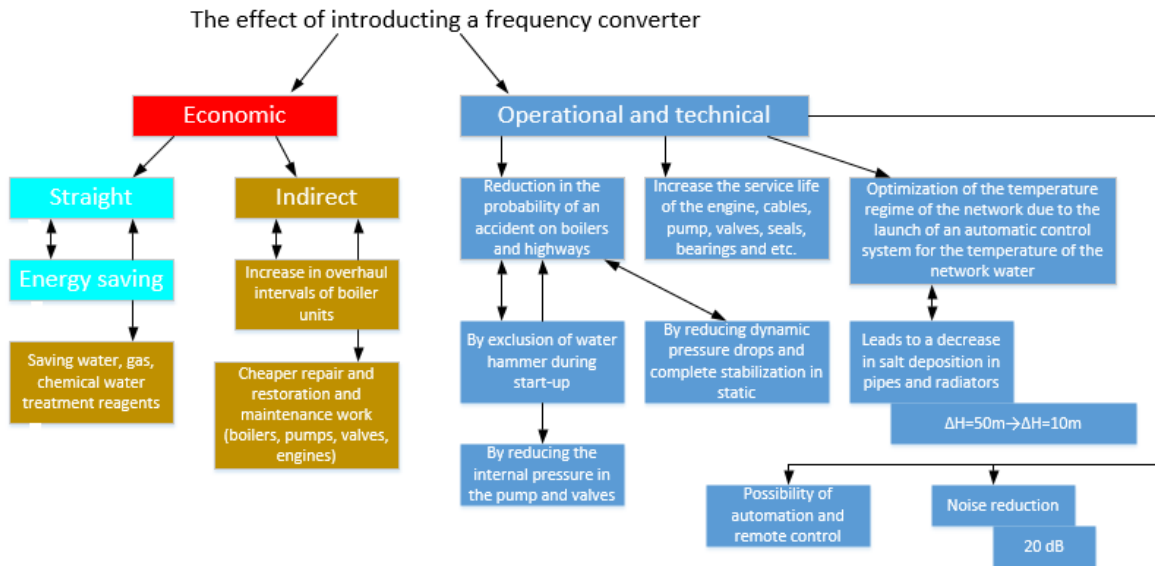 The effect of introducting a frequency converter
Economic
Operational and technical
Straight
Indirect
Reduction in the
probability of an
accident on boilers
and highways
Increase the service life
of the engine, cables,
pump, valves, seals,
bearings and etc.
Optimization of the temperature
regime of the network due to the
launch of an automatic control
system for the temperature of the
network water
Energy saving
Increase in overhaul
intervals of boiler
units
By exclusion of water
hammer during
start-up
By reducing dynamic
pressure drops and
complete stabilization in
static
Leads to a decrease
in salt deposition in
pipes and radiators
Saving water, gas,
chemical water
treatment reagents
Cheaper repair and
restoration and
maintenance work
(boilers, pumps, valves,
engines)
ΔH=50m→ΔH=10m
By reducing the
internal pressure in
the pump and valves
Possibility of
automation and
remote control
Noise reduction
20 dB